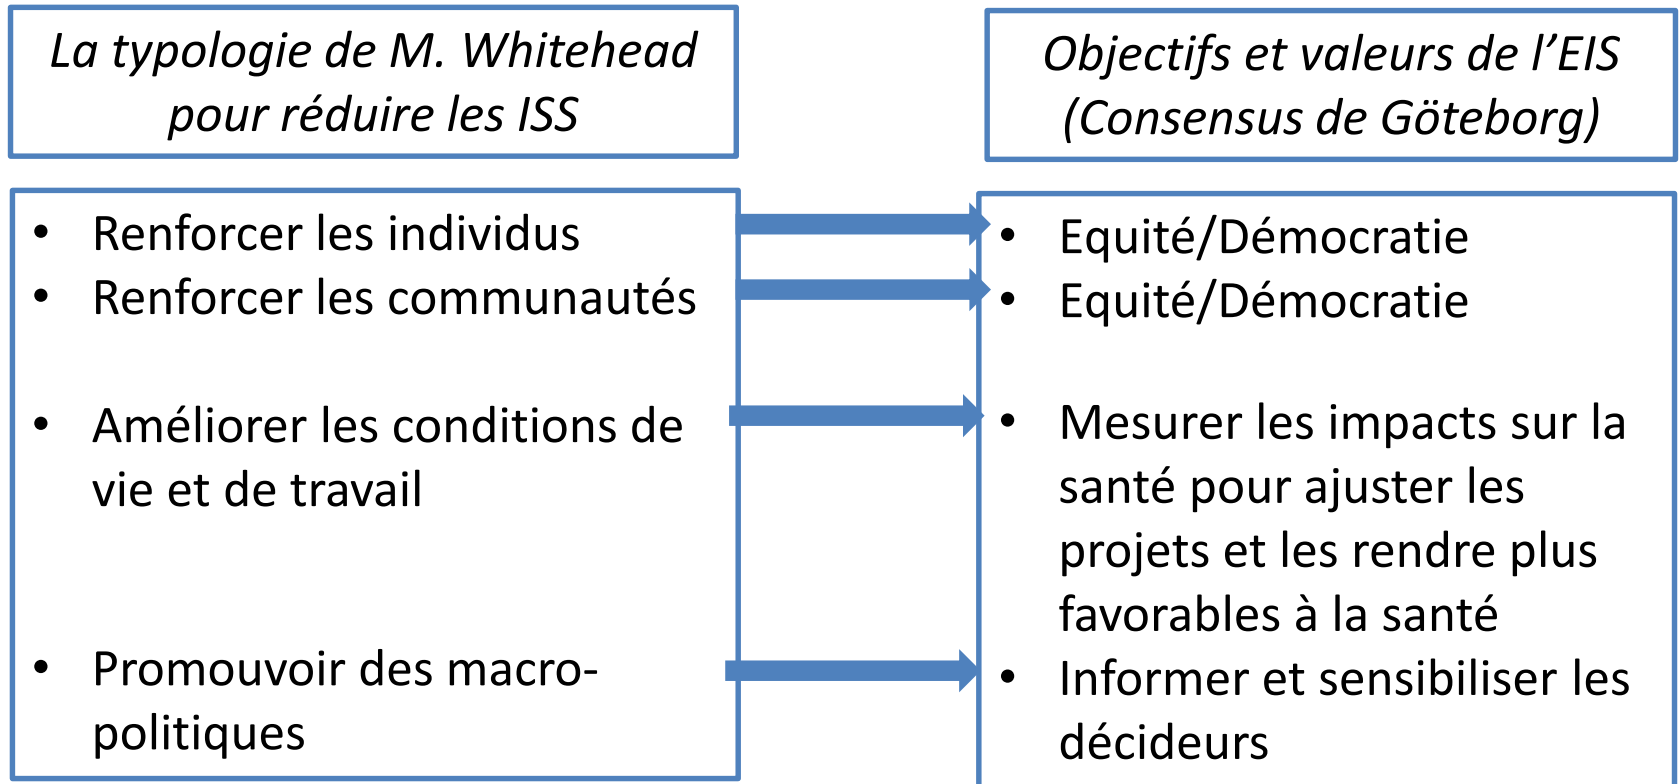 La typologie de M. Whitehead
pour réduire les ISS
Objectifs et valeurs de l’EIS
(Consensus de Göteborg)
• Renforcer les individus
• Renforcer les communautés
• Améliorer les conditions de
vie et de travail
• Promouvoir des macro-
politiques
• Equité/Démocratie
• Equité/Démocratie
• Mesurer les impacts sur la
santé pour ajuster les
projets et les rendre plus
favorables à la santé
• Informer et sensibiliser les
décideurs